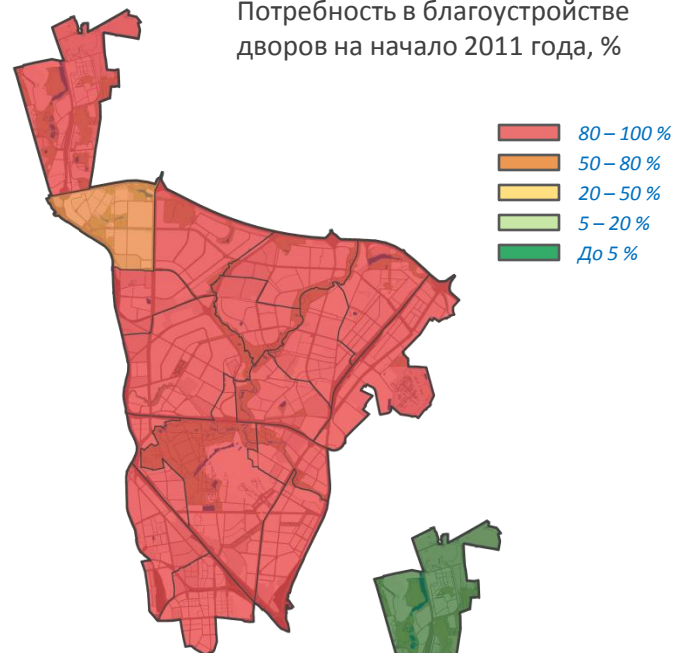 Потребность в благоустройстве
дворов на начало 2011 года, %
80 – 100 %
50 – 80 %
20 – 50 %
5 – 20 %
До 5 %